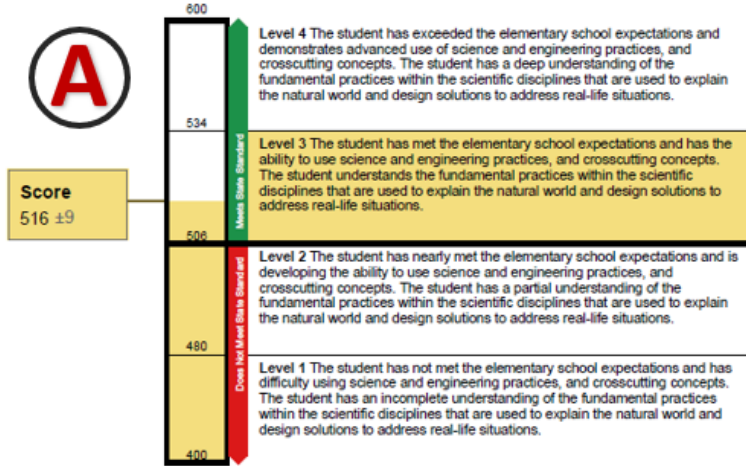 A
600
Level 4 The student has exceeded the elementary school expectations and
demonstrates advanced use of science and engineering practices, and
crosscutting concepts. The student has a deep understanding of the
fundamental practices within the scientific disciplines that are used to explain
the natural world and design solutions to address real-life situations.
534
Level 3 The student has met the elementary school expectations and has the
ability to use science and engineering practices, and crosscutting concepts.
The student understands the fundamental practices within the scientific
disciplines that are used to explain the natural world and design solutions to
address real-life situations.
Meets State Standard
Score
516 ±9
506
Level 2 The student has nearly met the elementary school expectations and is
developing the ability to use science and engineering practices, and
crosscutting concepts. The student has a partial understanding of the
fundamental practices within the scientific disciplines that are used to explain
the natural world and design solutions to address real-life situations.
Does Not Meet State Standard
480
Level 1 The student has not met the elementary school expectations and has
difficulty using science and engineering practices, and crosscutting concepts.
The student has an incomplete understanding of the fundamental practices
within the scientific disciplines that are used to explain the natural world and
design solutions to address real-life situations.
400